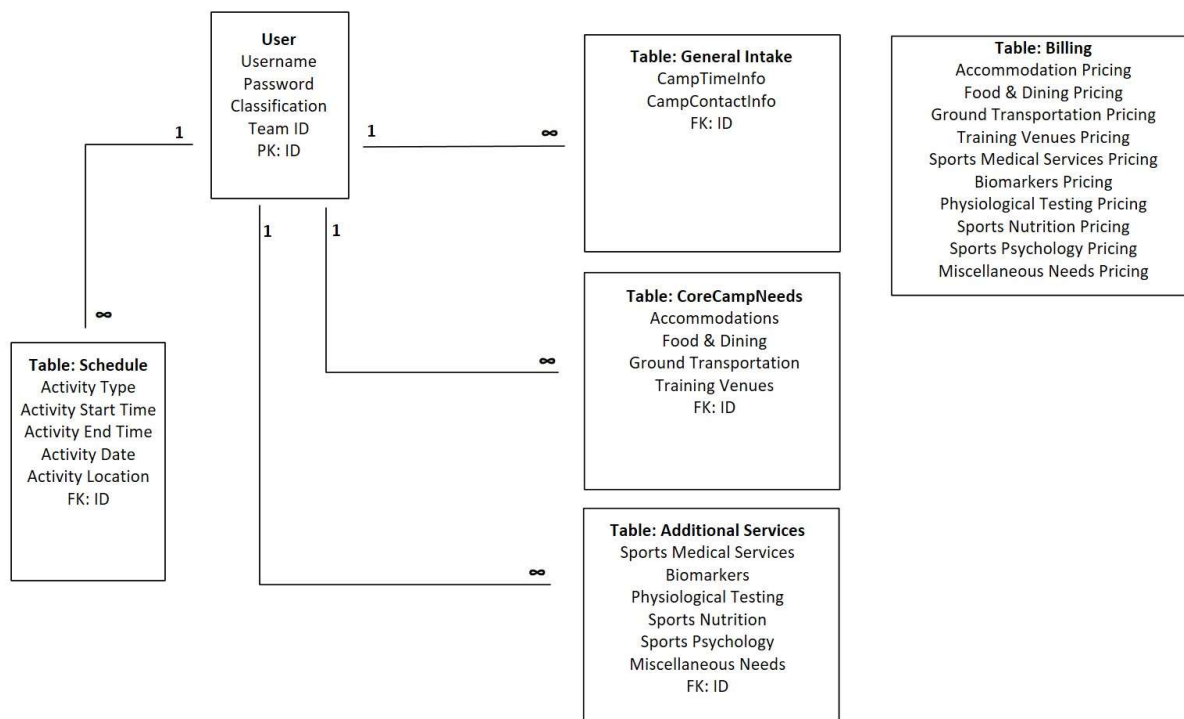 User
Username
Password
Classification
Team ID
PK: ID
1
1
1
1
∞
∞
∞
∞
Table: General Intake
CampTimeInfo
CampContactInfo
FK: ID
Table: Billing
Accommodation Pricing
Food & Dining Pricing
Ground Transportation Pricing
Training Venues Pricing
Sports Medical Services Pricing
Biomarkers Pricing
Physiological Testing Pricing
Sports Nutrition Pricing
Sports Psychology Pricing
Miscellaneous Needs Pricing
Table: CoreCampNeeds
Accommodations
Food & Dining
Ground Transportation
Training Venues
FK: ID
Table: Schedule
Activity Type
Activity Start Time
Activity End Time
Activity Date
Activity Location
FK: ID
Table: Additional Services
Sports Medical Services
Biomarkers
Physiological Testing
Sports Nutrition
Sports Psychology
Miscellaneous Needs
FK: ID